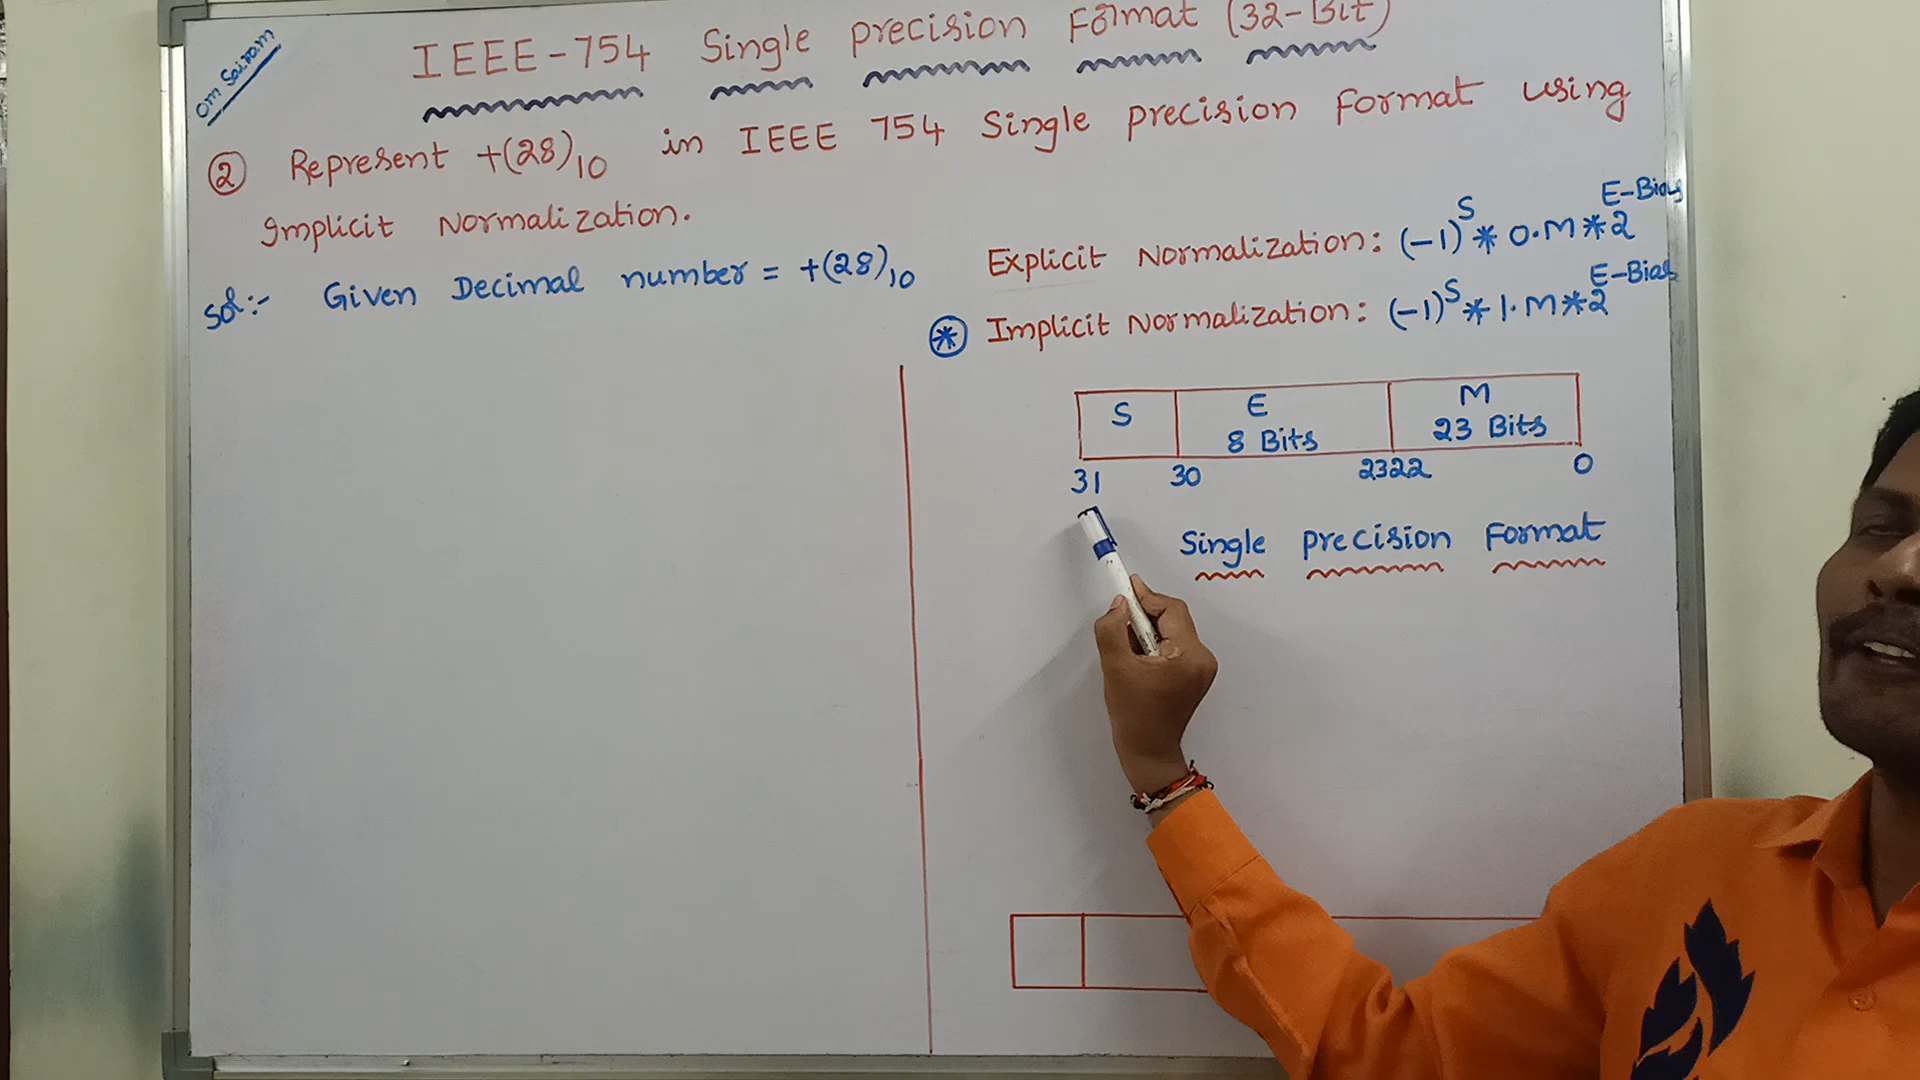 Om Sairam
IEEE-754 Single precision Format (32-Bit)
② Represent +(28)₁₀ in IEEE 754 Single precision Format using
Implicit Normalization.
Sol:- Given Decimal number = +(28)₁₀
Explicit Normalization: (-1)^S * 0.M * 2^E-Bias
⊛ Implicit Normalization: (-1)^S * 1.M * 2^E-Bias
S E M
8 Bits 23 Bits
31 30 23 22 0
Single precision Format